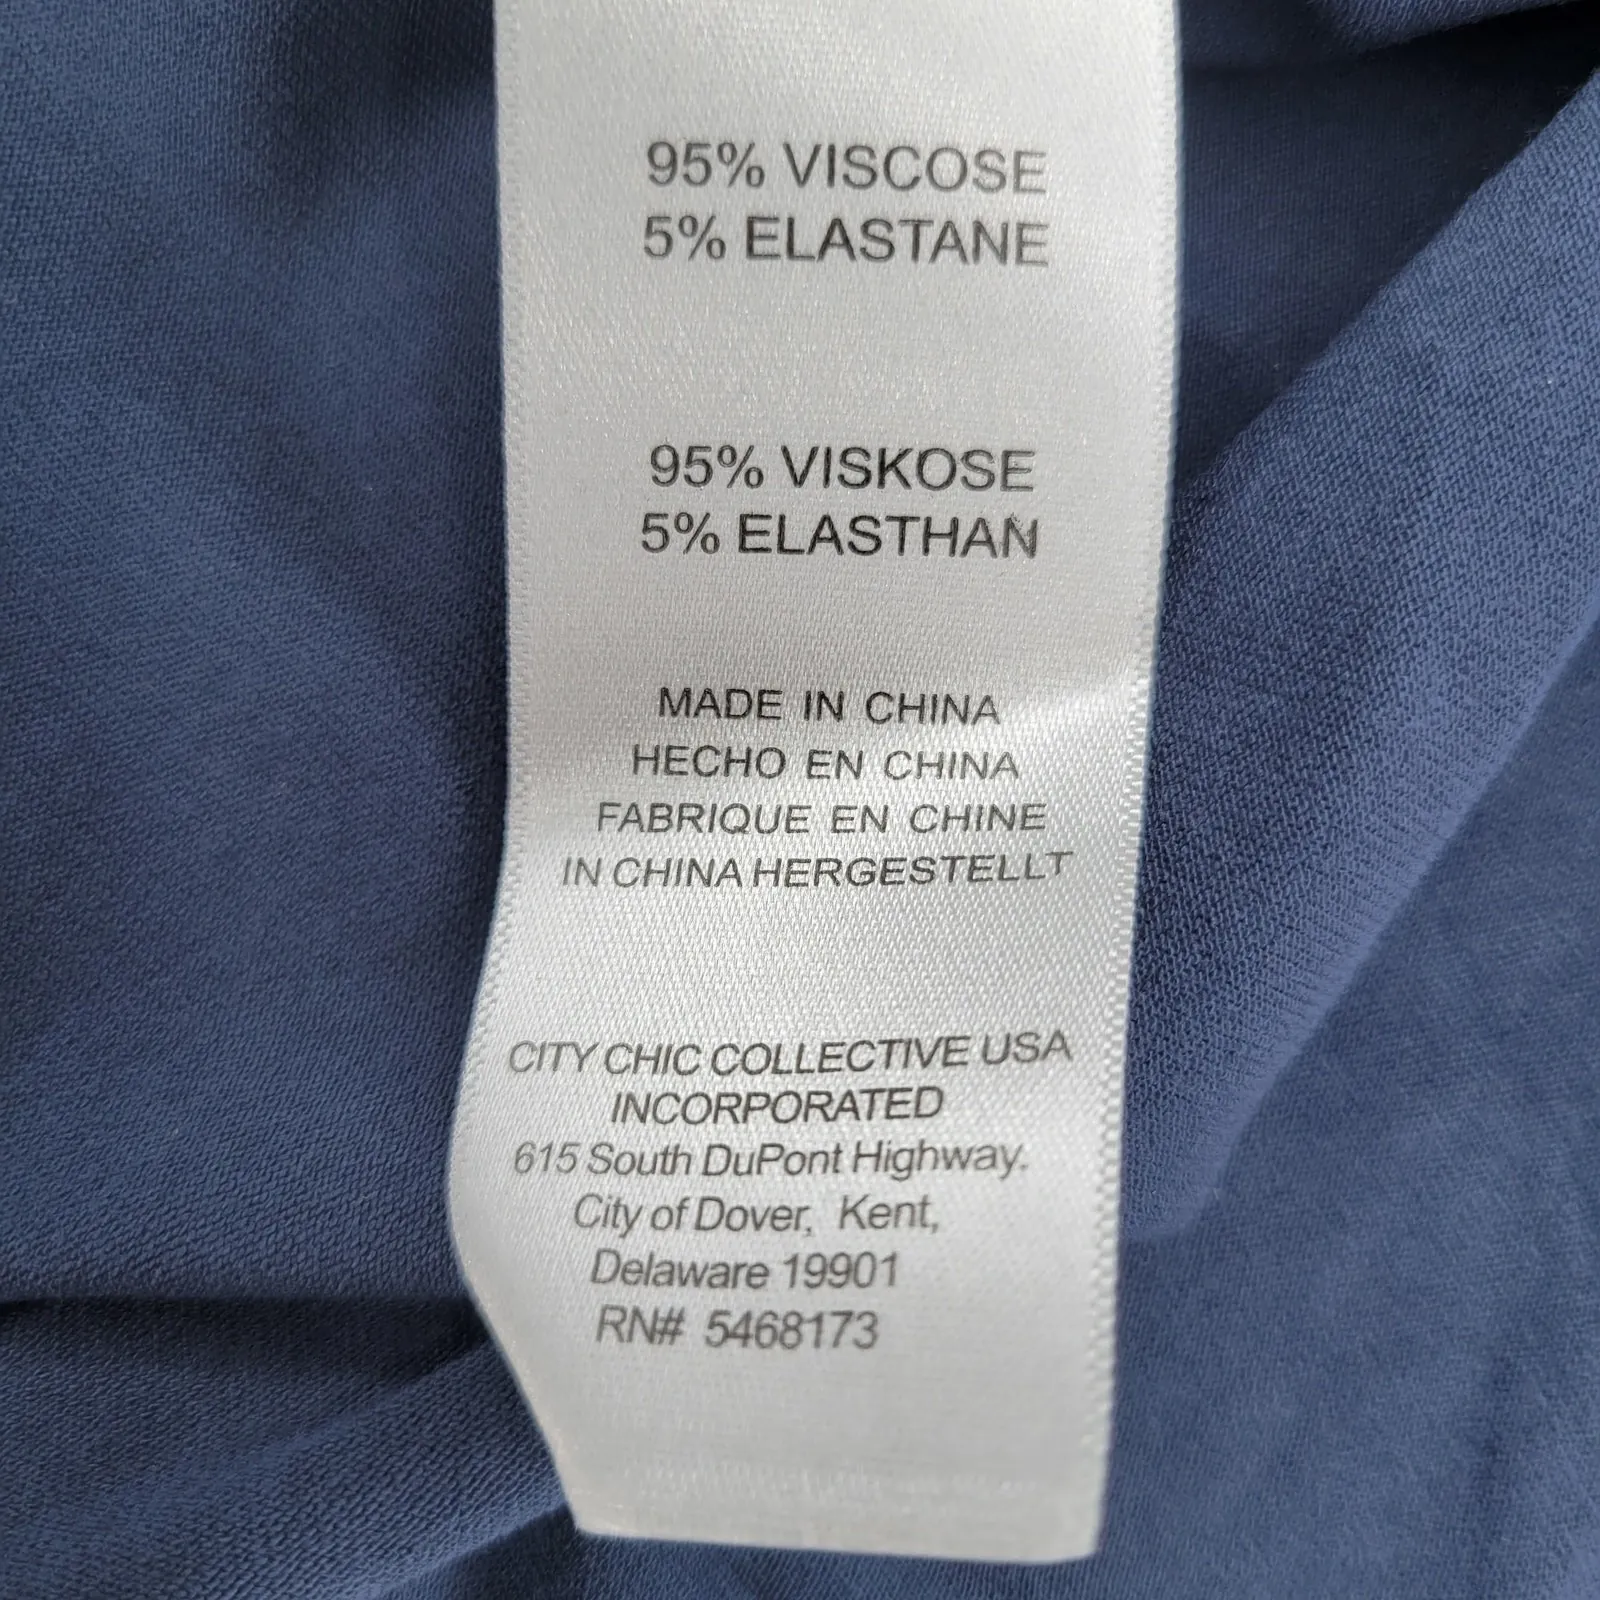 95% VISCOSE
5% ELASTANE
95% VISKOSE
5% ELASTHAN
MADE IN CHINA
HECHO EN CHINA
FABRIQUE EN CHINE
IN CHINA HERGESTELLT
CITY CHIC COLLECTIVE USA
INCORPORATED
615 South DuPont Highway.
City of Dover, Kent,
Delaware 19901
RN# 5468173